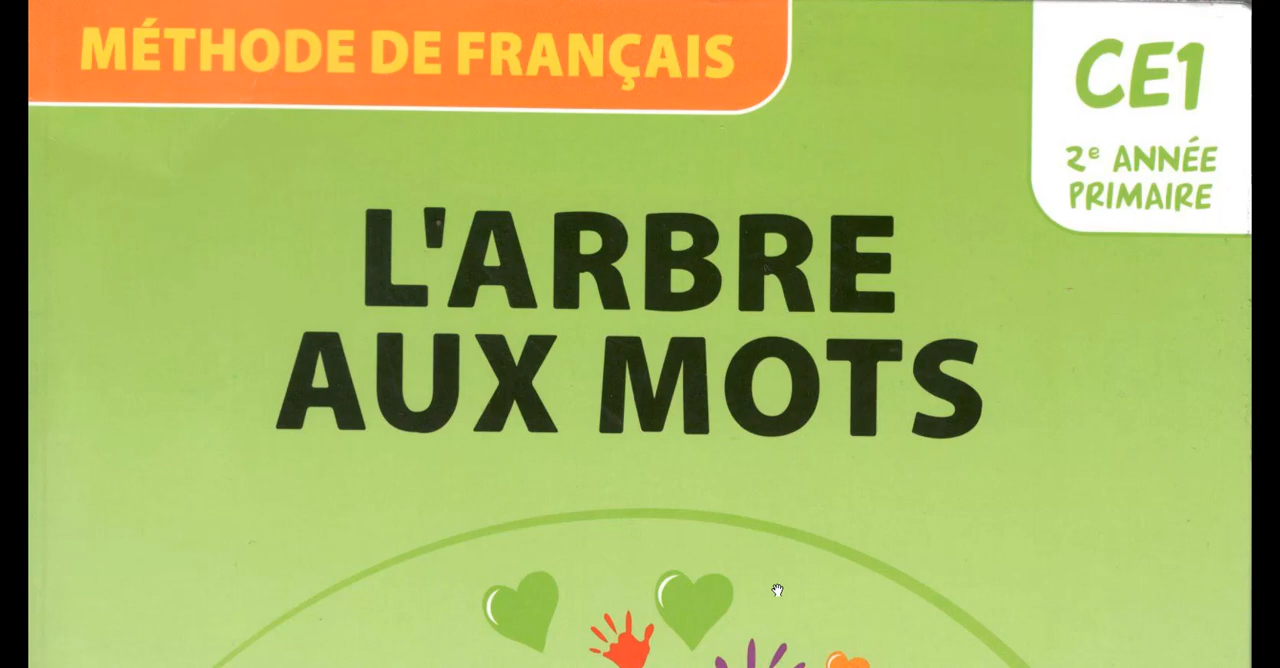 MÉTHODE DE FRANÇAIS
CE1
2e ANNÉE
PRIMAIRE
L'ARBRE
AUX MOTS